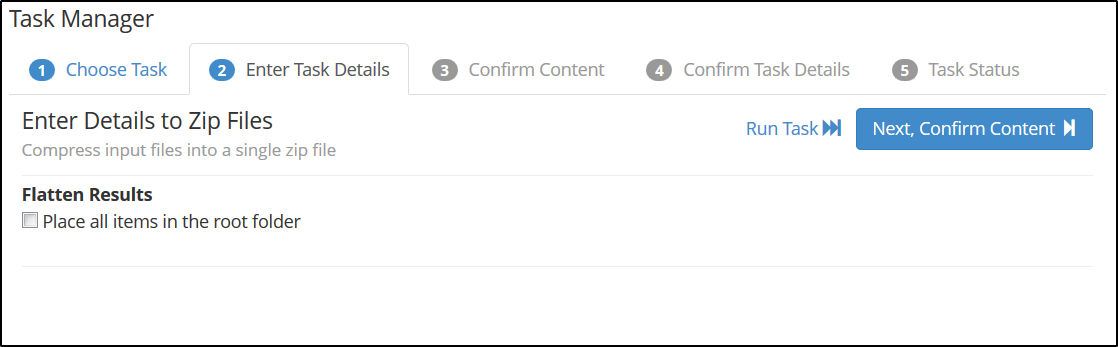 Task Manager
1 Choose Task 2 Enter Task Details 3 Confirm Content 4 Confirm Task Details 5 Task Status
Enter Details to Zip Files
Run Task Next, Confirm Content
Compress input files into a single zip file
Flatten Results
Place all items in the root folder